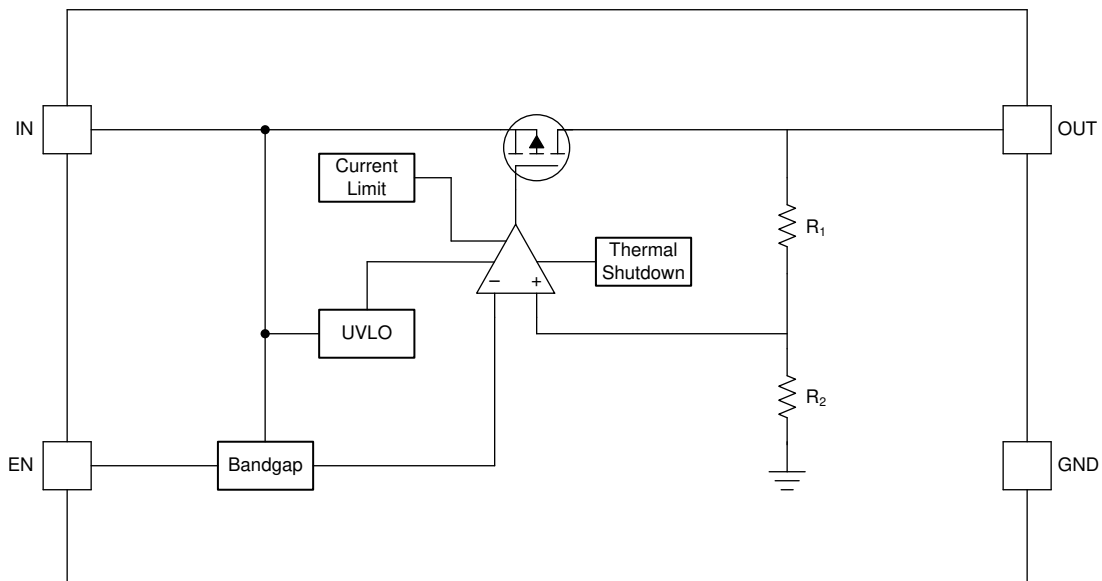 IN
OUT
Current
Limit
R₁
Thermal
Shutdown
− +
UVLO
R₂
EN
Bandgap
GND